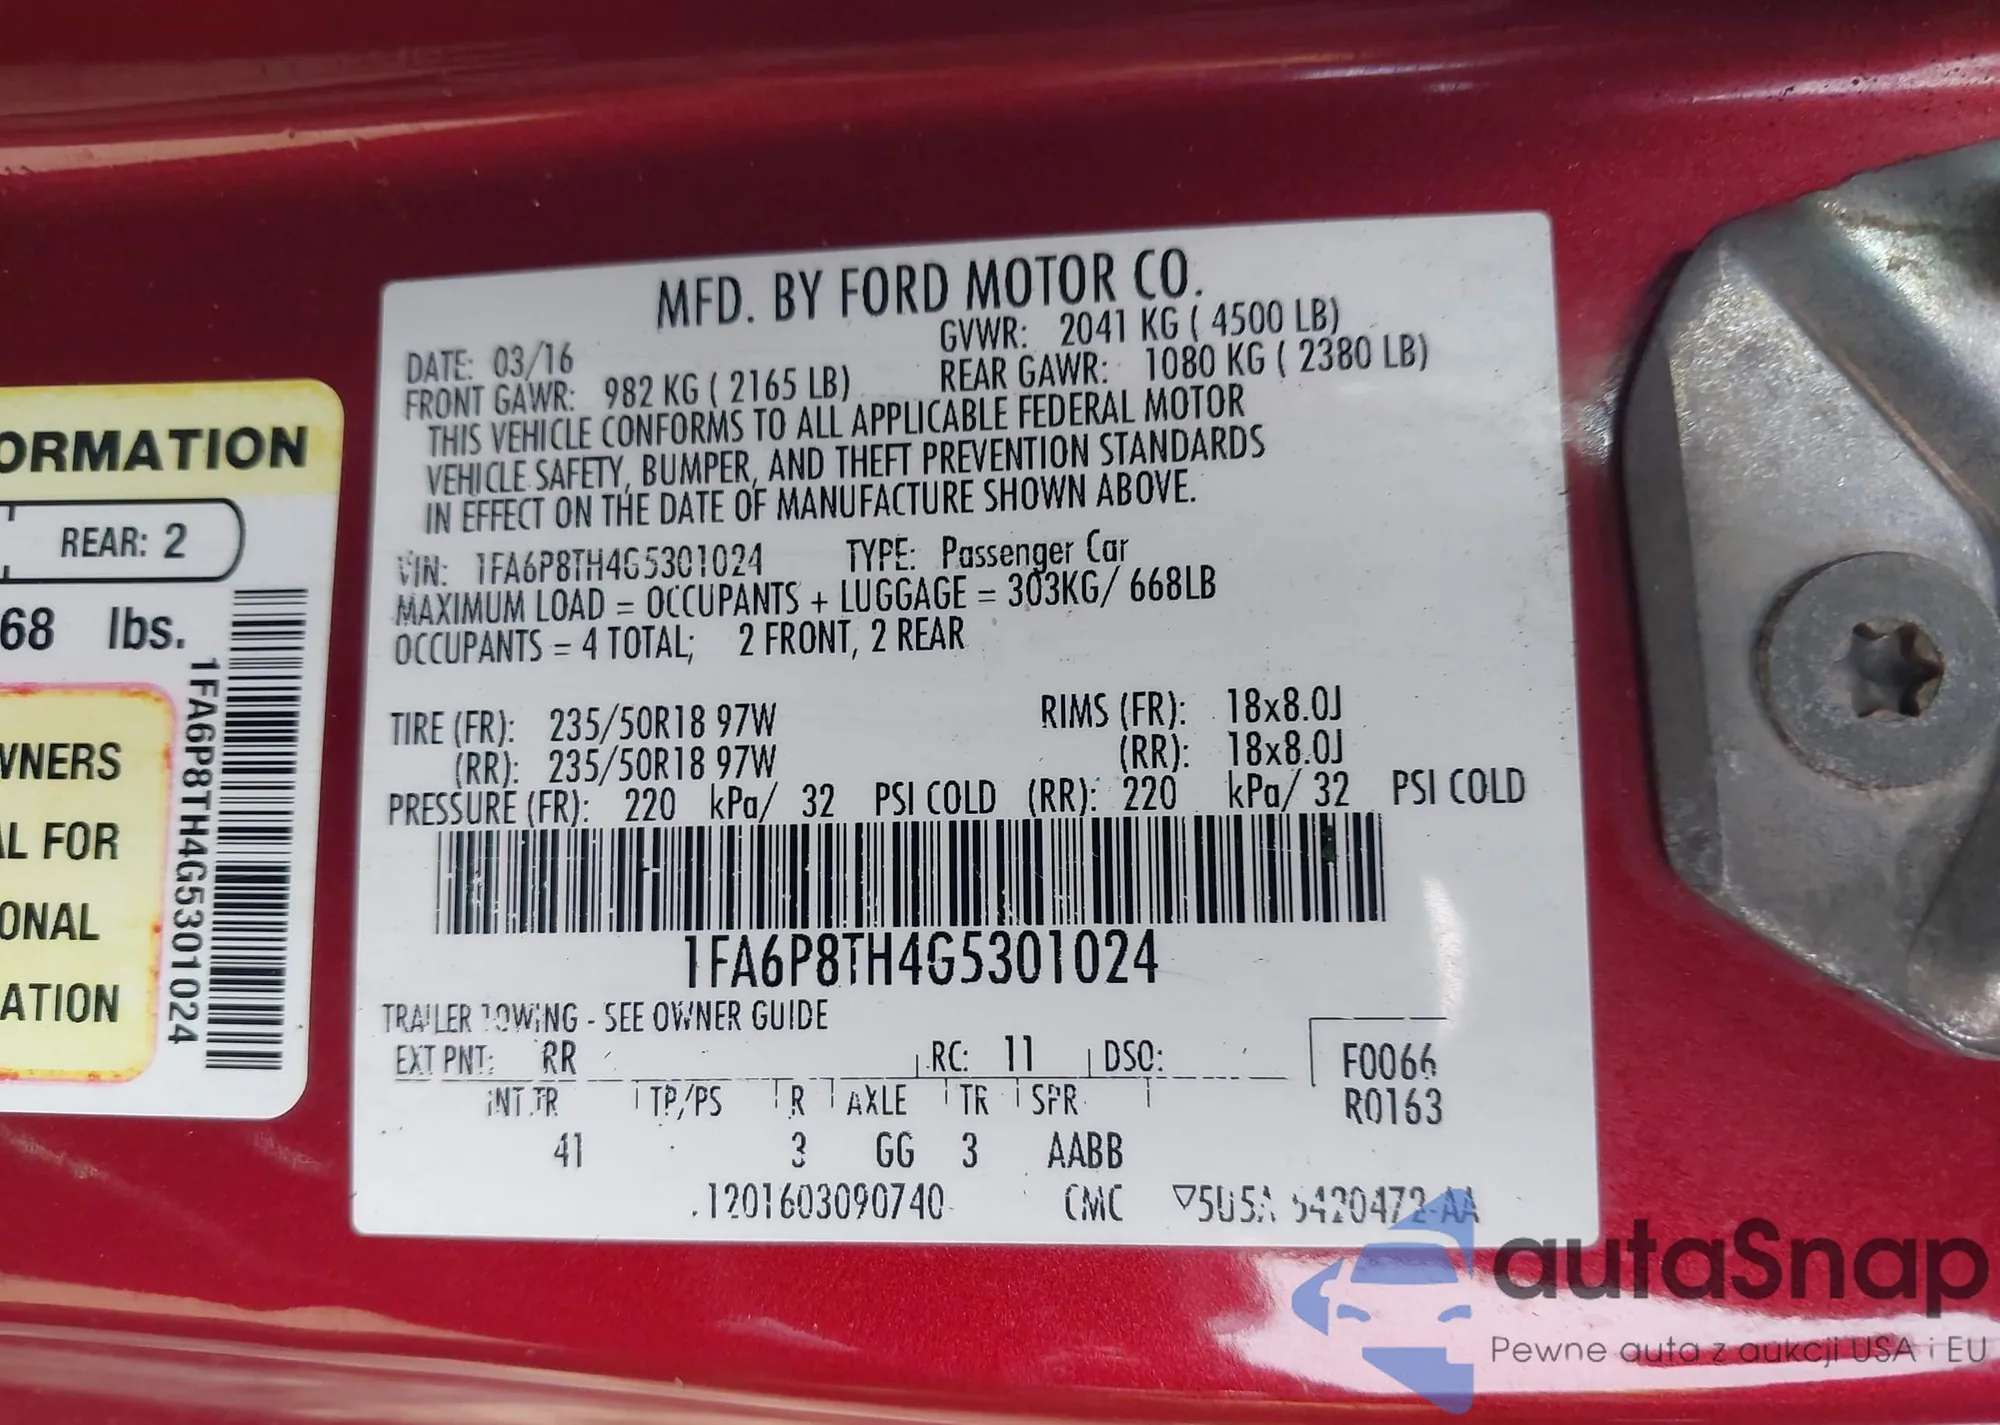 ORMATION
REAR: 2
68 lbs.
WNERS
L FOR
ONAL
ATION
1FA6P8TH4G5301024
MFD. BY FORD MOTOR CO.
DATE: 03/16 GVWR: 2041 KG ( 4500 LB)
FRONT GAWR: 982 KG ( 2165 LB) REAR GAWR: 1080 KG ( 2380 LB)
THIS VEHICLE CONFORMS TO ALL APPLICABLE FEDERAL MOTOR
VEHICLE SAFETY, BUMPER, AND THEFT PREVENTION STANDARDS
IN EFFECT ON THE DATE OF MANUFACTURE SHOWN ABOVE.
VIN: 1FA6P8TH4G5301024 TYPE: Passenger Car
MAXIMUM LOAD = OCCUPANTS + LUGGAGE = 303KG/ 668LB
OCCUPANTS = 4 TOTAL; 2 FRONT, 2 REAR
TIRE (FR): 235/50R18 97W RIMS (FR): 18x8.0J
(RR): 235/50R18 97W (RR): 18x8.0J
PRESSURE (FR): 220 kPa/ 32 PSI COLD (RR): 220 kPa/ 32 PSI COLD
1FA6P8TH4G5301024
TRAILER TOWING - SEE OWNER GUIDE
EXT PNT: RR RC: 11 DSO: F0066
INT TR TP/PS R AXLE TR SPR R0163
41 3 GG 3 AABB
1201603090740 CMC
autaSnap
Pewne auta z aukcji USA i EU